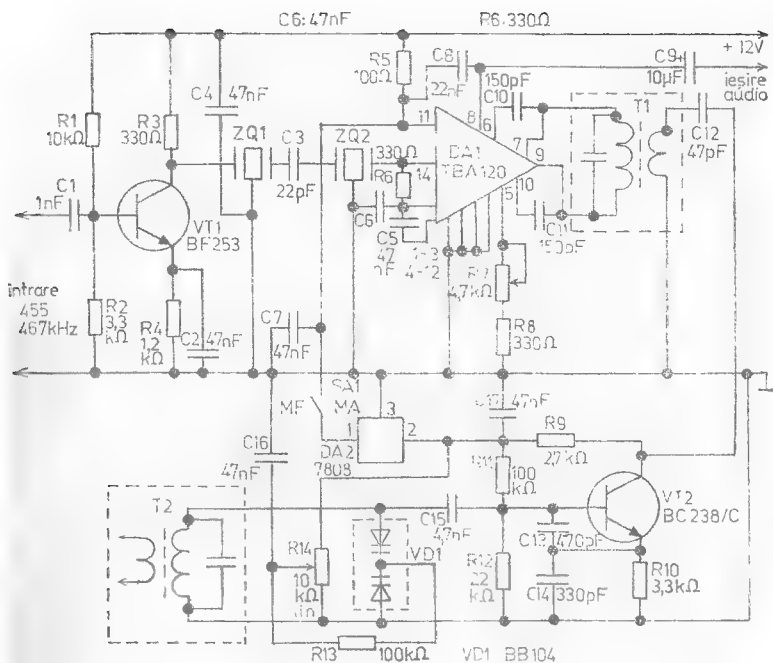 C6:47nF
R6:330Ω
+12V
R5
100Ω
C8
22nF
150pF
C10
C9+
10µF
iesire
audio
C4
47nF
R1
10kΩ
R3
330Ω
ZQ1
C3
22pF
ZQ2
330Ω
R6
C6
C5
47
nF
11
8
6
7
9
14
10
5
DA1
TBA120
4-12
C11
150pF
T1
C12
47pF
C1
1nF
VT1
BF253
intrare
455
467kHz
R2
3,3
kΩ
R4
1,2
kΩ
C2
47nF
C7
47nF
R7
4,7kΩ
R8
330Ω
SA1
MF
MA
1
3
2
DA2
7808
C17
47nF
R9
2,7kΩ
R11
100
kΩ
C16
47nF
T2
R14
10
kΩ
lin
VD1
C15
4,7nF
R12
22
kΩ
VT2
BC238/C
C13
470pF
C14
330pF
R10
3,3kΩ
R13
100kΩ
VD1 BB104